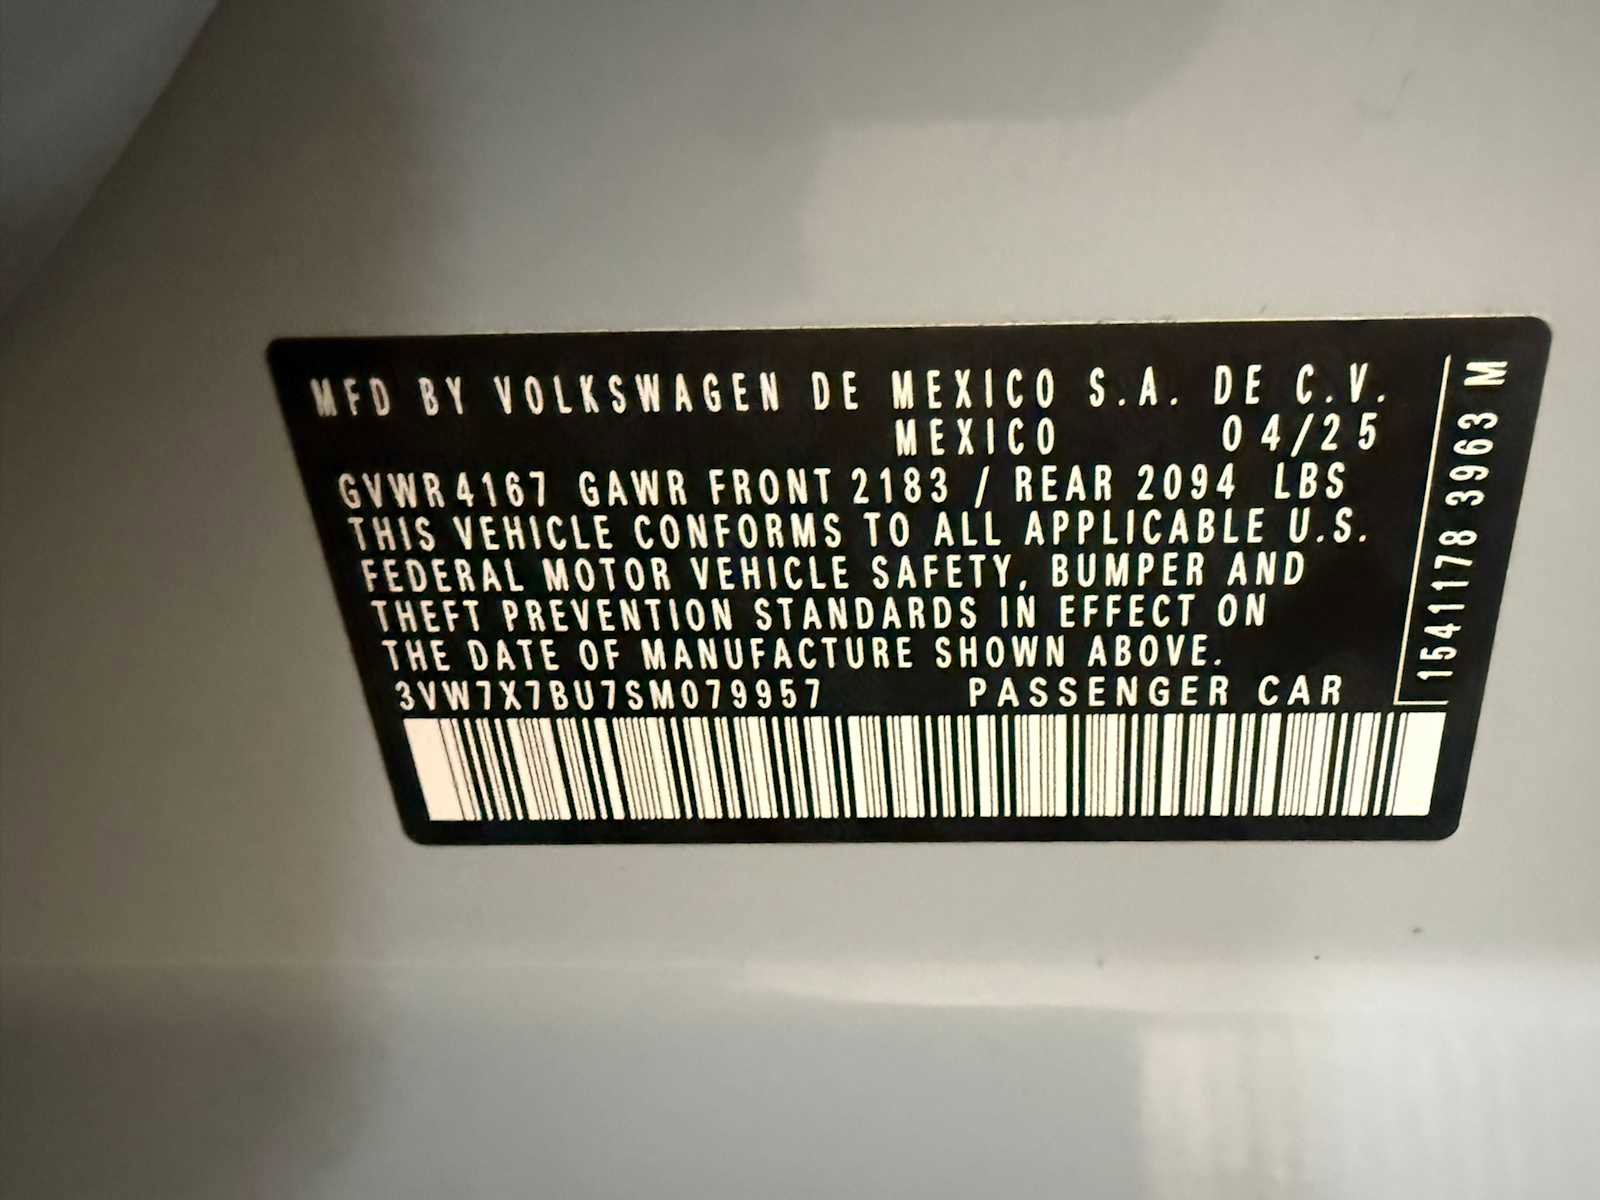 MFD BY VOLKSWAGEN DE MEXICO S.A. DE C.V.
MEXICO 04/25
GVWR 4167 GAWR FRONT 2183 / REAR 2094 LBS
THIS VEHICLE CONFORMS TO ALL APPLICABLE U.S.
FEDERAL MOTOR VEHICLE SAFETY, BUMPER AND
THEFT PREVENTION STANDARDS IN EFFECT ON
THE DATE OF MANUFACTURE SHOWN ABOVE.
3VW7X7BU7SM079957 PASSENGER CAR
1541178 3963 M